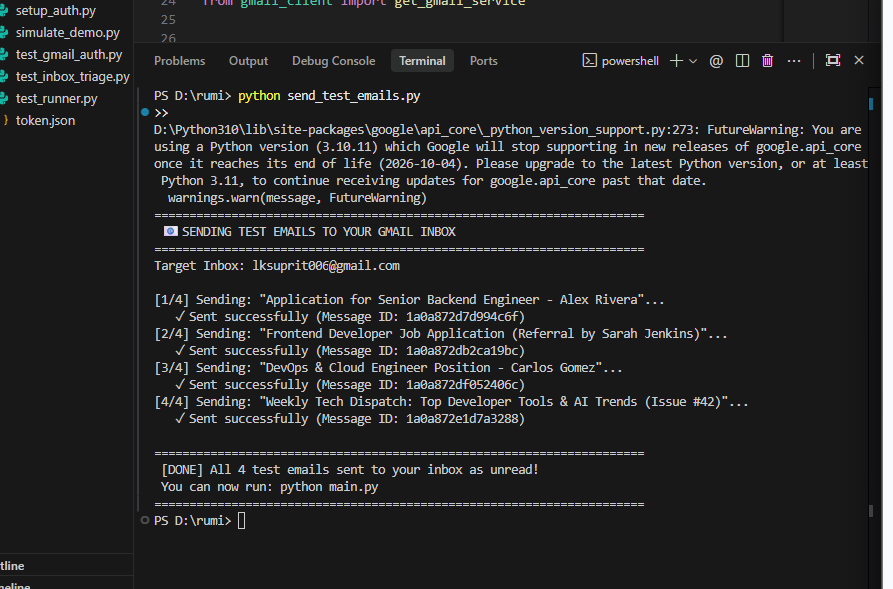 setup_auth.py
simulate_demo.py
test_gmail_auth.py
test_inbox_triage.py
test_runner.py
token.json
24 from gmail_client import get_gmail_service
25
26
Problems Output Debug Console Terminal Ports powershell
PS D:\rumi> python send_test_emails.py
>>
D:\Python310\lib\site-packages\google\api_core\_python_version_support.py:273: FutureWarning: You are
using a Python version (3.10.11) which Google will stop supporting in new releases of google.api_core
once it reaches its end of life (2026-10-04). Please upgrade to the latest Python version, or at least
Python 3.11, to continue receiving updates for google.api_core past that date.
warnings.warn(message, FutureWarning)
======================================================================
📧 SENDING TEST EMAILS TO YOUR GMAIL INBOX
======================================================================
Target Inbox: lksuprit006@gmail.com
[1/4] Sending: "Application for Senior Backend Engineer - Alex Rivera"...
✓ Sent successfully (Message ID: 1a0a872d7d994c6f)
[2/4] Sending: "Frontend Developer Job Application (Referral by Sarah Jenkins)"...
✓ Sent successfully (Message ID: 1a0a872db2ca19bc)
[3/4] Sending: "DevOps & Cloud Engineer Position - Carlos Gomez"...
✓ Sent successfully (Message ID: 1a0a872df052406c)
[4/4] Sending: "Weekly Tech Dispatch: Top Developer Tools & AI Trends (Issue #42)"...
✓ Sent successfully (Message ID: 1a0a872e1d7a3288)
======================================================================
[DONE] All 4 test emails sent to your inbox as unread!
You can now run: python main.py
======================================================================
PS D:\rumi>
tline
neline